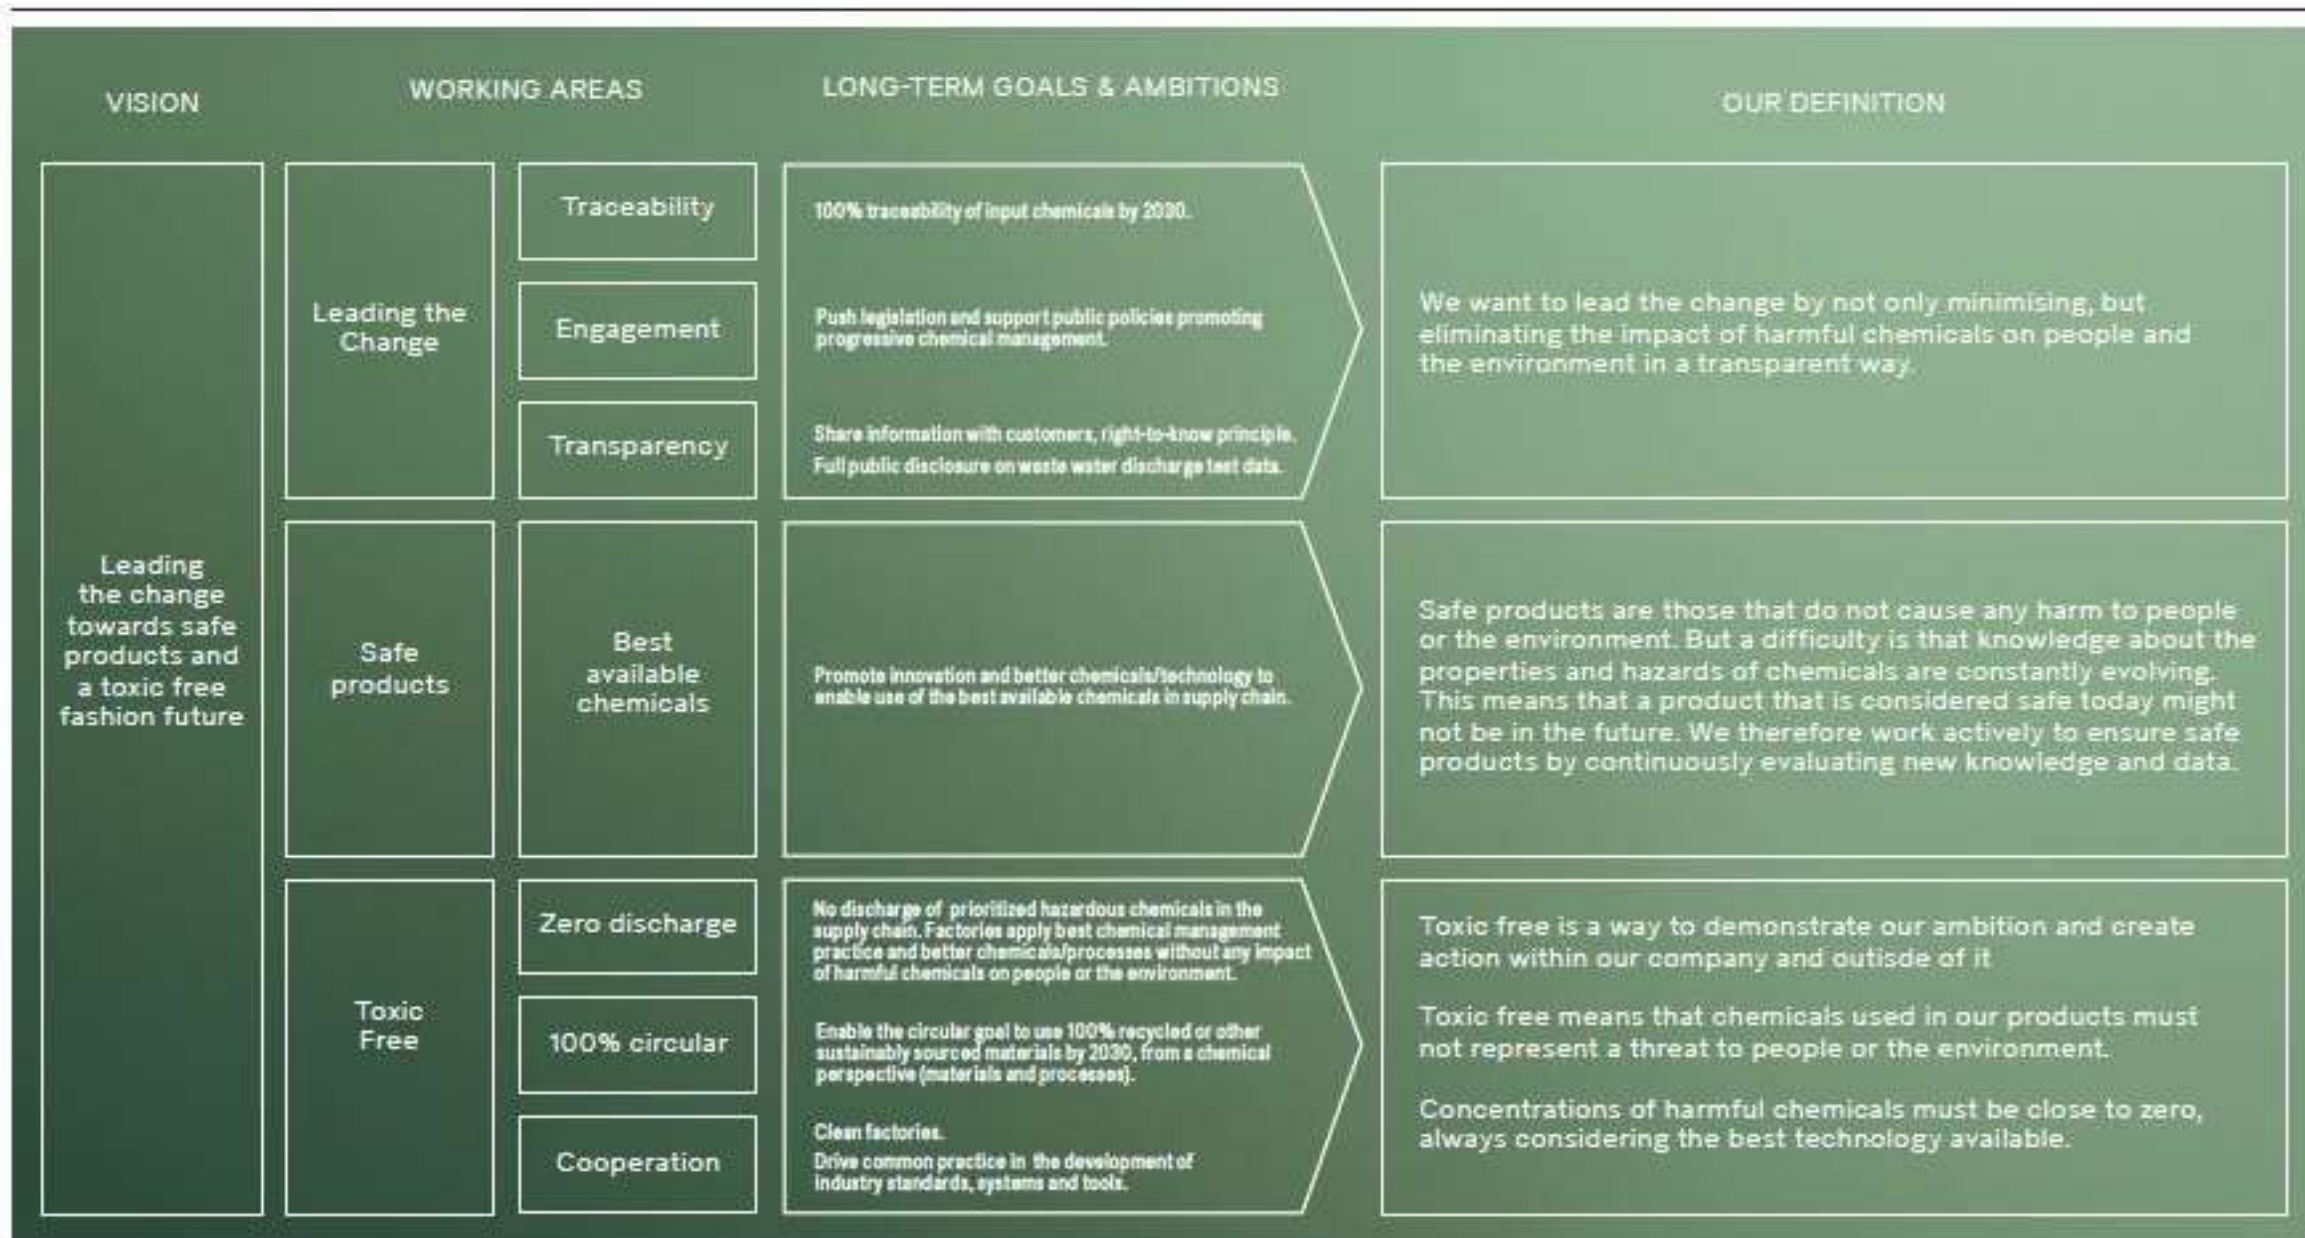 VISION
WORKING AREAS
LONG-TERM GOALS & AMBITIONS
OUR DEFINITION
Leading
the change
towards safe
products and
a toxic free
fashion future
Leading the
Change
Traceability
100% traceability of input chemicals by 2030.
Engagement
Push legislation and support public policies promoting
progressive chemical management.
Transparency
Share information with customers, right-to-know principle.
Full public disclosure on waste water discharge test data.
We want to lead the change by not only minimising, but
eliminating the impact of harmful chemicals on people and
the environment in a transparent way.
Safe
products
Best
available
chemicals
Promote innovation and better chemicals/technology to
enable use of the best available chemicals in supply chain.
Safe products are those that do not cause any harm to people
or the environment. But a difficulty is that knowledge about the
properties and hazards of chemicals are constantly evolving.
This means that a product that is considered safe today might
not be in the future. We therefore work actively to ensure safe
products by continuously evaluating new knowledge and data.
Toxic
Free
Zero discharge
No discharge of prioritized hazardous chemicals in the
supply chain. Factories apply best chemical management
practice and better chemicals/processes without any impact
of harmful chemicals on people or the environment.
100% circular
Enable the circular goal to use 100% recycled or other
sustainably sourced materials by 2030, from a chemical
perspective (materials and processes).
Cooperation
Clean factories.
Drive common practice in the development of
industry standards, systems and tools.
Toxic free is a way to demonstrate our ambition and create
action within our company and outisde of it
Toxic free means that chemicals used in our products must
not represent a threat to people or the environment.
Concentrations of harmful chemicals must be close to zero,
always considering the best technology available.